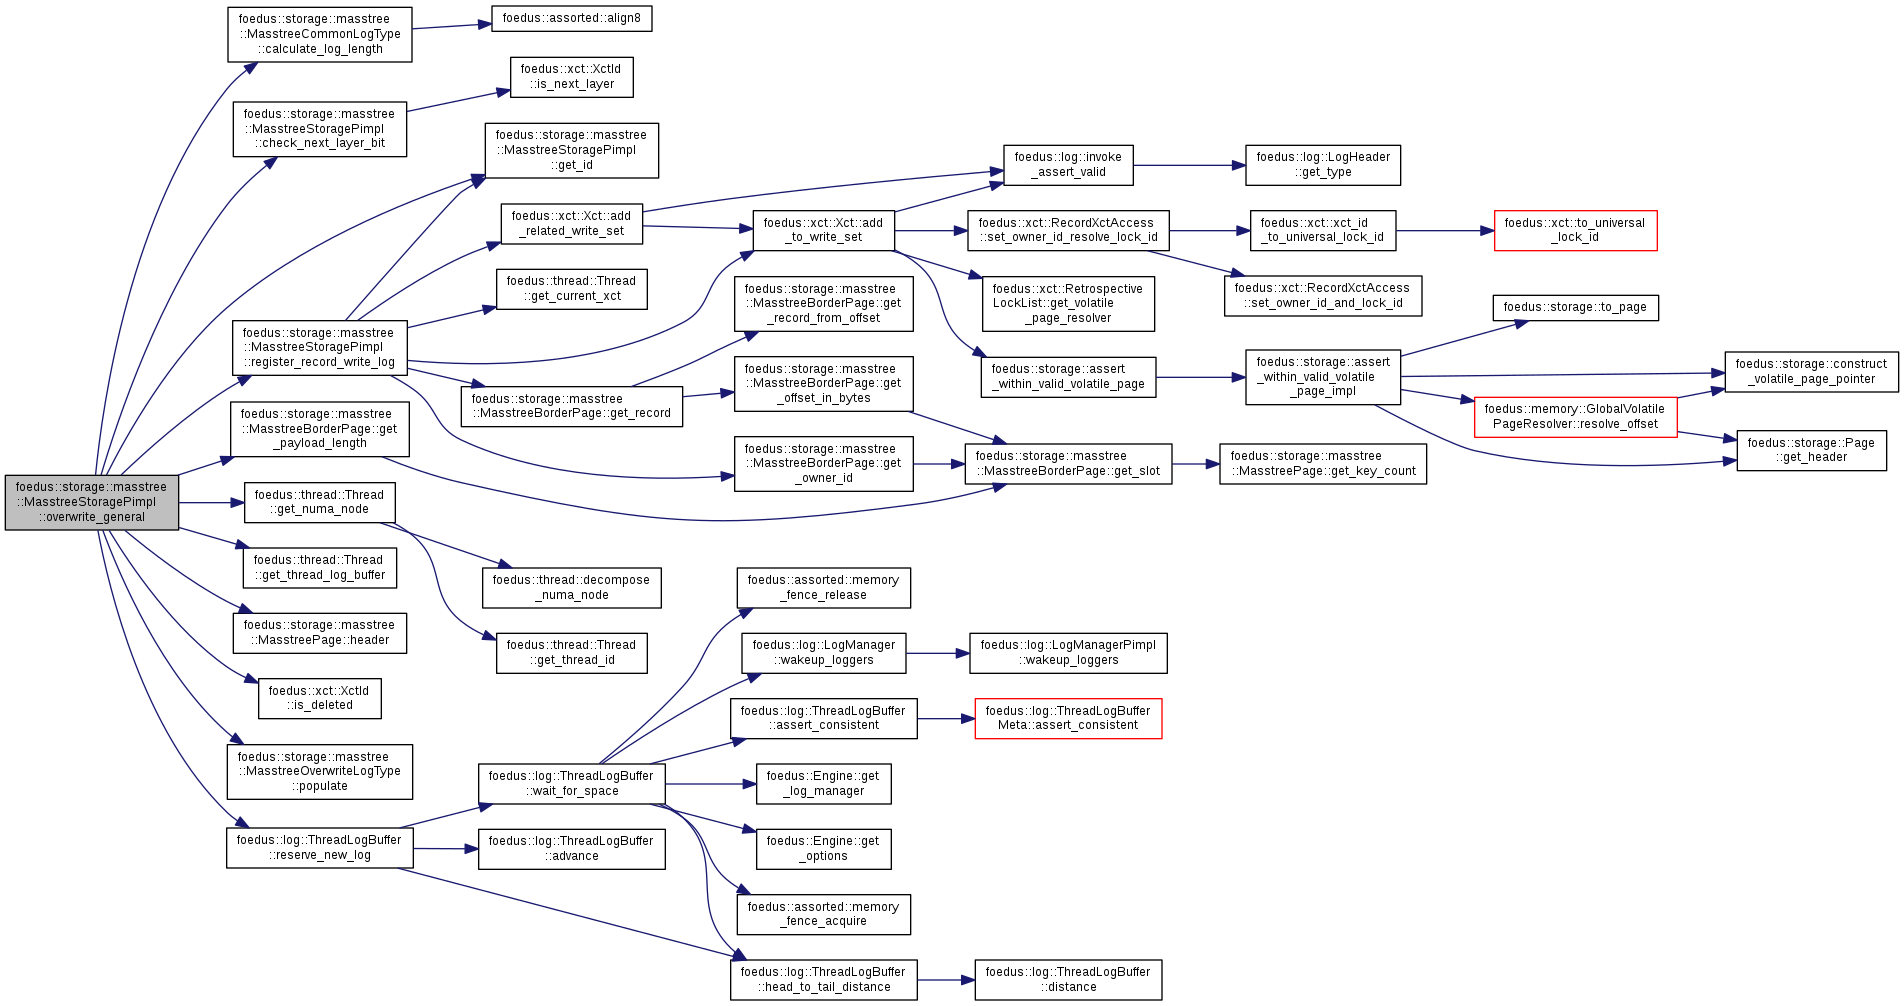 foedus::storage::masstree
::MasstreeStoragePimpl
::overwrite_general
foedus::storage::masstree
::MasstreeCommonLogType
::calculate_log_length
foedus::assorted::align8
foedus::storage::masstree
::MasstreeStoragePimpl
::check_next_layer_bit
foedus::xct::XctId
::is_next_layer
foedus::storage::masstree
::MasstreeStoragePimpl
::get_id
foedus::storage::masstree
::MasstreeStoragePimpl
::register_record_write_log
foedus::xct::Xct::add
_related_write_set
foedus::thread::Thread
::get_current_xct
foedus::storage::masstree
::MasstreeBorderPage::get_record
foedus::xct::Xct::add
_to_write_set
foedus::storage::masstree
::MasstreeBorderPage::get
_record_from_offset
foedus::storage::masstree
::MasstreeBorderPage::get
_offset_in_bytes
foedus::storage::masstree
::MasstreeBorderPage::get
_owner_id
foedus::log::invoke
_assert_valid
foedus::log::LogHeader
::get_type
foedus::xct::RecordXctAccess
::set_owner_id_resolve_lock_id
foedus::xct::xct_id
_to_universal_lock_id
foedus::xct::to_universal
_lock_id
foedus::xct::RecordXctAccess
::set_owner_id_and_lock_id
foedus::xct::Retrospective
LockList::get_volatile
_page_resolver
foedus::storage::assert
_within_valid_volatile_page
foedus::storage::assert
_within_valid_volatile
_page_impl
foedus::storage::to_page
foedus::storage::construct
_volatile_page_pointer
foedus::memory::GlobalVolatile
PageResolver::resolve_offset
foedus::storage::Page
::get_header
foedus::storage::masstree
::MasstreeBorderPage::get_slot
foedus::storage::masstree
::MasstreePage::get_key_count
foedus::storage::masstree
::MasstreeBorderPage::get
_payload_length
foedus::thread::Thread
::get_numa_node
foedus::thread::decompose
_numa_node
foedus::thread::Thread
::get_thread_id
foedus::thread::Thread
::get_thread_log_buffer
foedus::storage::masstree
::MasstreePage::header
foedus::xct::XctId
::is_deleted
foedus::storage::masstree
::MasstreeOverwriteLogType
::populate
foedus::log::ThreadLogBuffer
::reserve_new_log
foedus::log::ThreadLogBuffer
::wait_for_space
foedus::log::ThreadLogBuffer
::advance
foedus::assorted::memory
_fence_release
foedus::log::LogManager
::wakeup_loggers
foedus::log::LogManagerPimpl
::wakeup_loggers
foedus::log::ThreadLogBuffer
::assert_consistent
foedus::log::ThreadLogBuffer
Meta::assert_consistent
foedus::Engine::get
_log_manager
foedus::Engine::get
_options
foedus::assorted::memory
_fence_acquire
foedus::log::ThreadLogBuffer
::head_to_tail_distance
foedus::log::ThreadLogBuffer
::distance